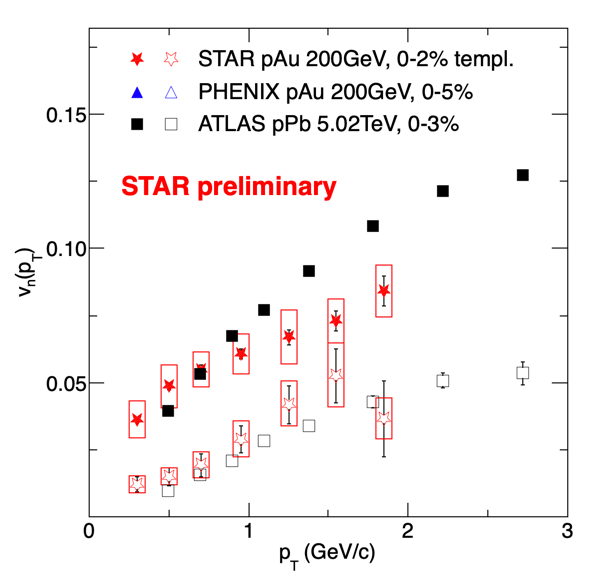 STAR pAu 200GeV, 0-2% templ.
PHENIX pAu 200GeV, 0-5%
ATLAS pPb 5.02TeV, 0-3%
STAR preliminary
0.15
0.10
0.05
vn(pT)
0 1 2 3
pT (GeV/c)